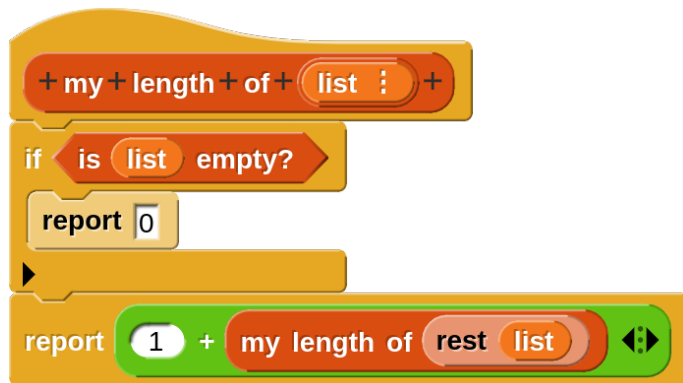 + my + length + of + list ⋮ +
if is list empty?
report 0
report 1 + my length of rest list